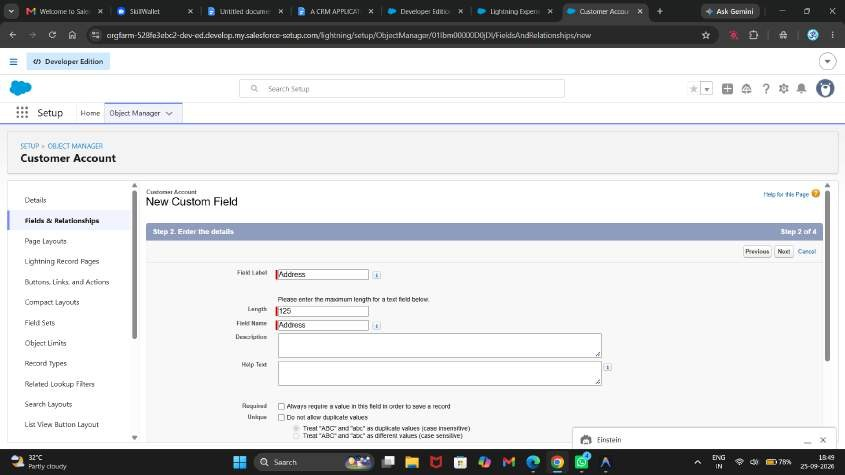 Welcome to Sales
SkillWallet
Untitled documen
A CRM APPLICAT
Developer Editio
Lightning Experie
Customer Accoun
Ask Gemini
orgfarm-528fe3ebc2-dev-ed.develop.my.salesforce-setup.com/lightning/setup/ObjectManager/01Ibm00000D0jDI/FieldsAndRelationships/new
Developer Edition
Search Setup
Setup
Home
Object Manager
SETUP > OBJECT MANAGER
Customer Account
Details
Fields & Relationships
Page Layouts
Lightning Record Pages
Buttons, Links, and Actions
Compact Layouts
Field Sets
Object Limits
Record Types
Related Lookup Filters
Search Layouts
List View Button Layout
Customer Account
New Custom Field
Help for this Page
Step 2. Enter the details
Step 2 of 4
Previous Next Cancel
Field Label Address
Please enter the maximum length for a text field below.
Length 125
Field Name Address
Description
Help Text
Required Always require a value in this field in order to save a record
Unique Do not allow duplicate values
Treat "ABC" and "abc" as duplicate values (case insensitive)
Treat "ABC" and "abc" as different values (case sensitive)
Einstein
32°C
Partly cloudy
Search
ENG
IN
78%
18:49
25-09-2026